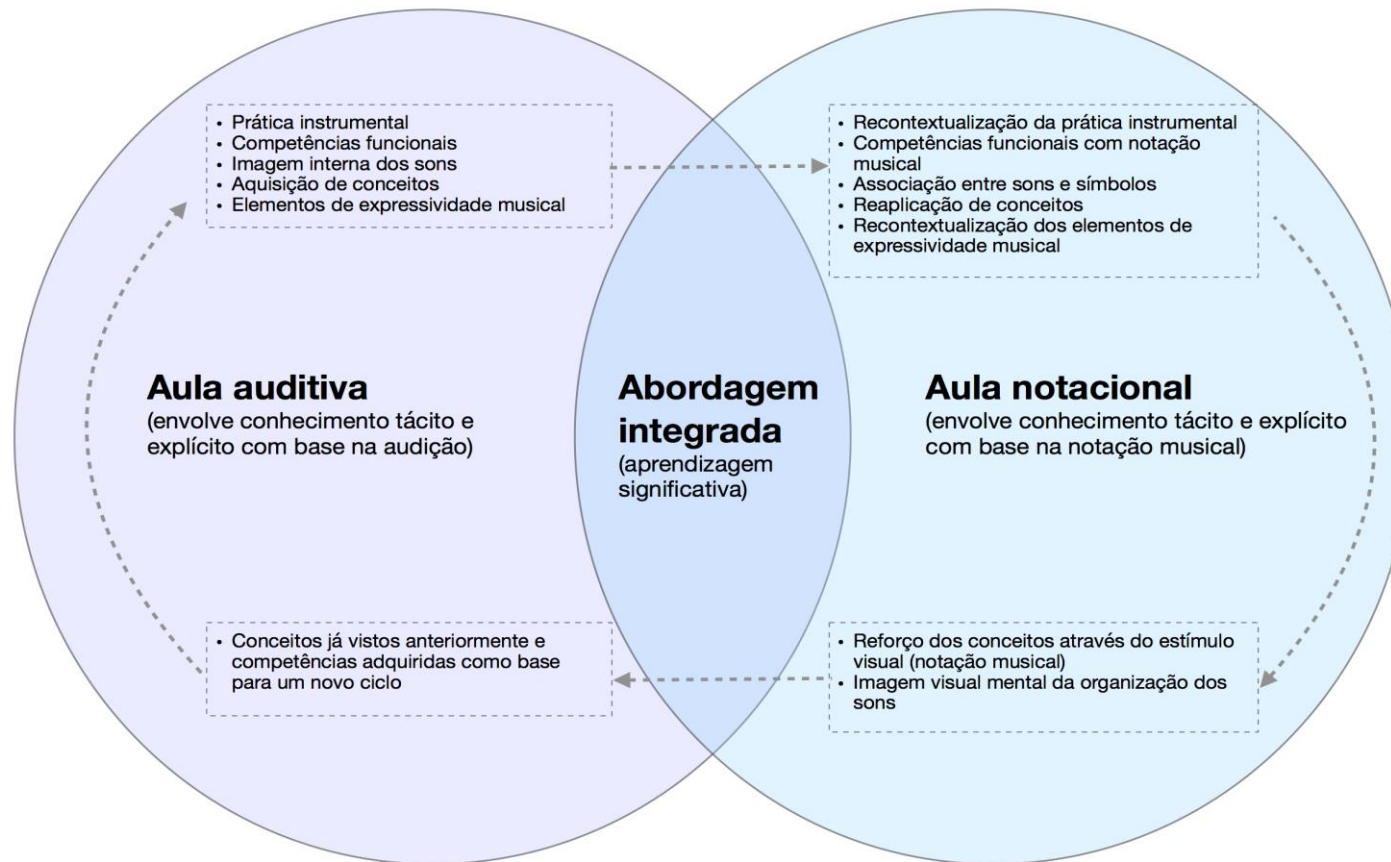 • Prática instrumental
• Competências funcionais
• Imagem interna dos sons
• Aquisição de conceitos
• Elementos de expressividade musical
• Recontextualização da prática instrumental
• Competências funcionais com notação
musical
• Associação entre sons e símbolos
• Reaplicação de conceitos
• Recontextualização dos elementos de
expressividade musical
Aula auditiva
(envolve conhecimento tácito e
explícito com base na audição)
Abordagem
integrada
(aprendizagem
significativa)
Aula notacional
(envolve conhecimento tácito e explícito
com base na notação musical)
• Conceitos já vistos anteriormente e
competências adquiridas como base
para um novo ciclo
• Reforço dos conceitos através do estímulo
visual (notação musical)
• Imagem visual mental da organização dos
sons